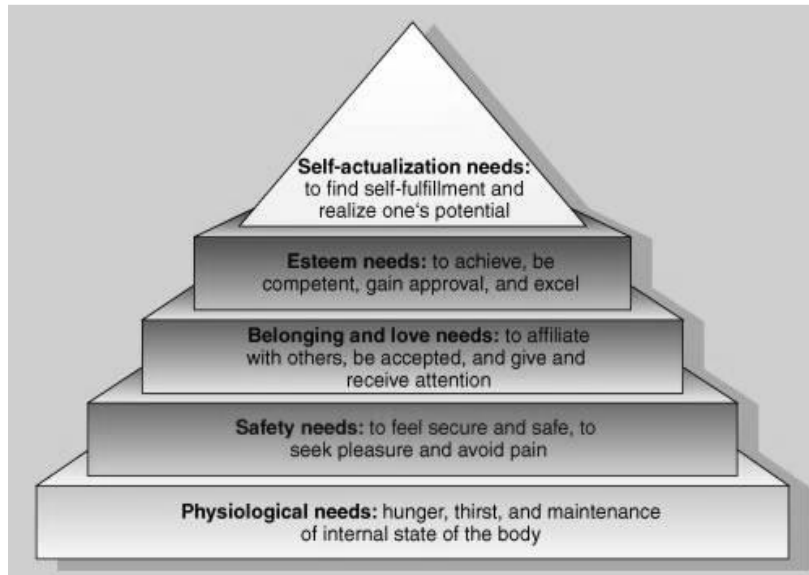 Self-actualization needs:
to find self-fulfillment and
realize one‘s potential
Esteem needs: to achieve, be
competent, gain approval, and excel
Belonging and love needs: to affiliate
with others, be accepted, and give and
receive attention
Safety needs: to feel secure and safe, to
seek pleasure and avoid pain
Physiological needs: hunger, thirst, and maintenance
of internal state of the body